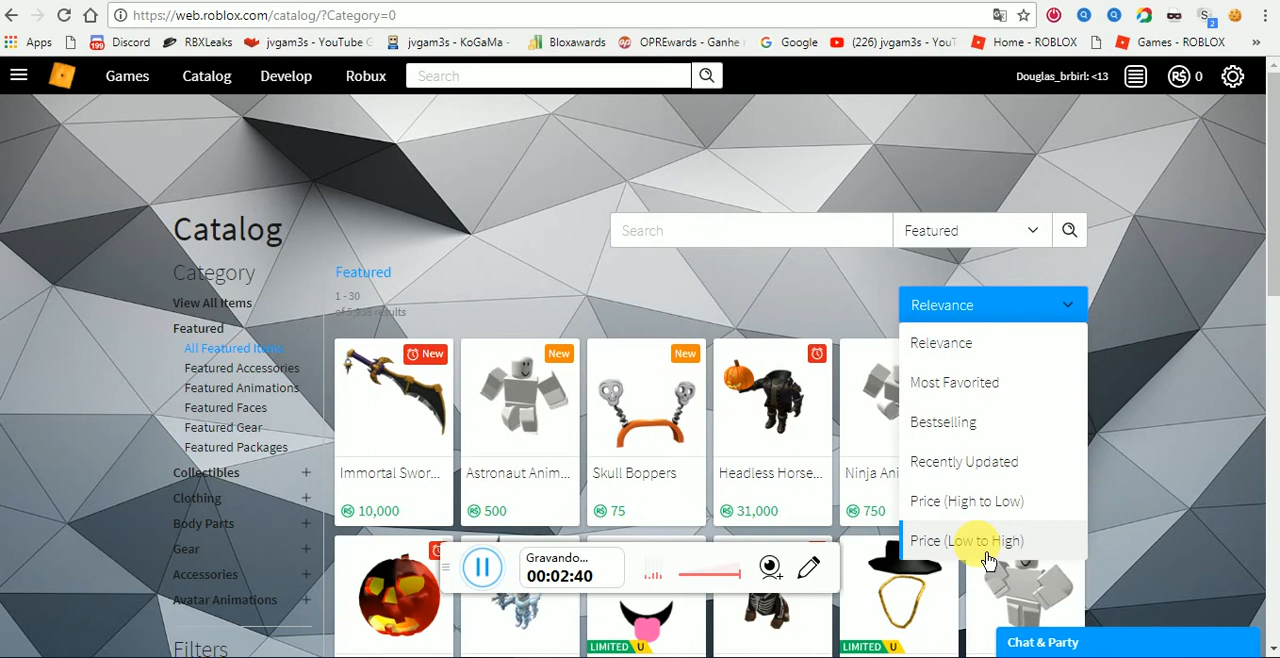 https://web.roblox.com/catalog/?Category=0
Apps
199
Discord
RBXLeaks
jvgam3s - YouTube G
jvgam3s - KoGaMa -
Bloxawards
OPREwards - Ganhe
Google
(226) jvgam3s - YouT
Home - ROBLOX
Games - ROBLOX
»
Games
Catalog
Develop
Robux
Search
Douglas_brbirl: <13
R$ 0
Catalog
Search
Featured
Category
Featured
View All Items
1 - 30
Relevance
Featured
All Featured Items
Featured Accessories
Featured Animations
Featured Faces
Featured Gear
Featured Packages
Collectibles +
Clothing +
Body Parts +
Gear +
Accessories +
Avatar Animations +
Filters
New
Immortal Swor...
R$ 10,000
New
Astronaut Anim...
R$ 500
New
Skull Boppers
R$ 75
Headless Horse...
R$ 31,000
Ninja Ani
R$ 750
Relevance
Most Favorited
Bestselling
Recently Updated
Price (High to Low)
Price (Low to High)
Gravando...
00:02:40
LIMITED U
LIMITED U
Chat & Party